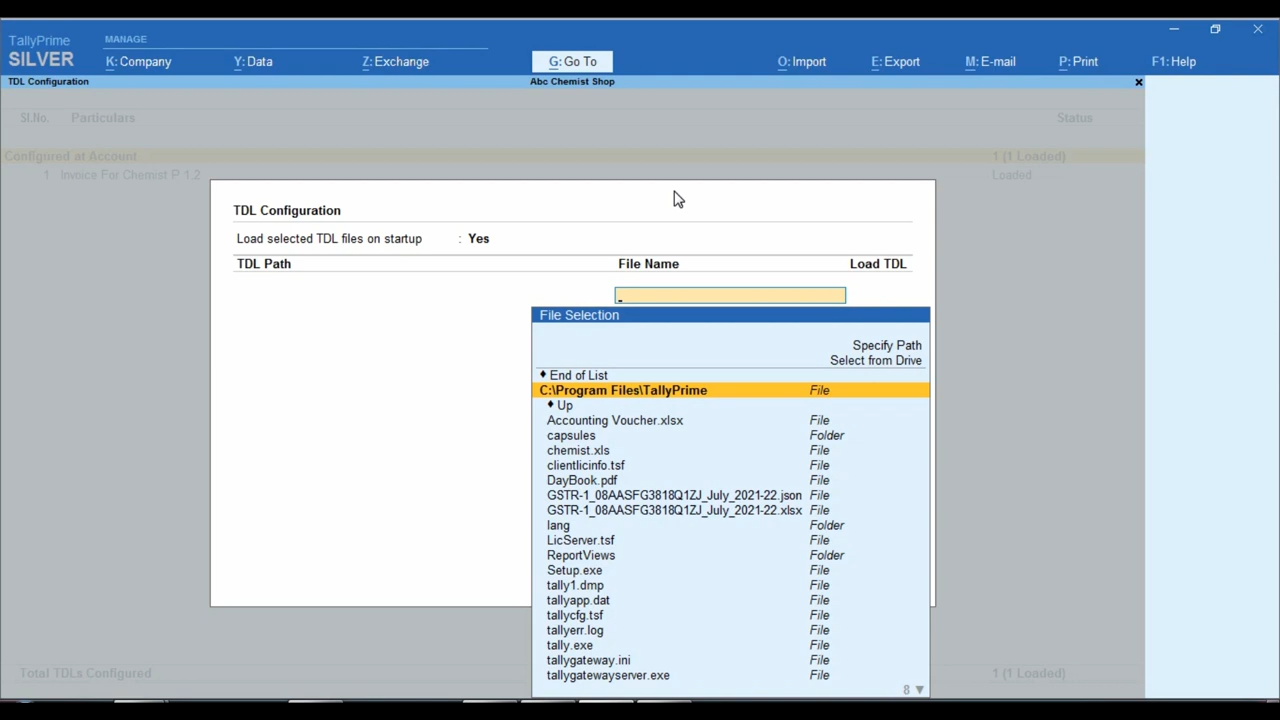 TallyPrime
MANAGE
SILVER
K: Company
Y: Data
Z: Exchange
G: Go To
O: Import
E: Export
M: E-mail
P: Print
F1: Help
TDL Configuration
Abc Chemist Shop
Sl.No. Particulars Status
Configured at Account 1 (1 Loaded)
1 Invoice For Chemist P 1.2 Loaded
TDL Configuration
Load selected TDL files on startup : Yes
TDL Path File Name Load TDL
File Selection
Specify Path
Select from Drive
♦ End of List
C:\Program Files\TallyPrime File
♦ Up
Accounting Voucher.xlsx File
capsules Folder
chemist.xls File
clientlicinfo.tsf File
DayBook.pdf File
GSTR-1_08AASFG3818Q1ZJ_July_2021-22.json File
GSTR-1_08AASFG3818Q1ZJ_July_2021-22.xlsx File
lang Folder
LicServer.tsf File
ReportViews Folder
Setup.exe File
tally1.dmp File
tallyapp.dat File
tallycfg.tsf File
tallyerr.log File
tally.exe File
tallygateway.ini File
tallygatewayserver.exe File
8 ▼
Total TDLs Configured 1 (1 Loaded)